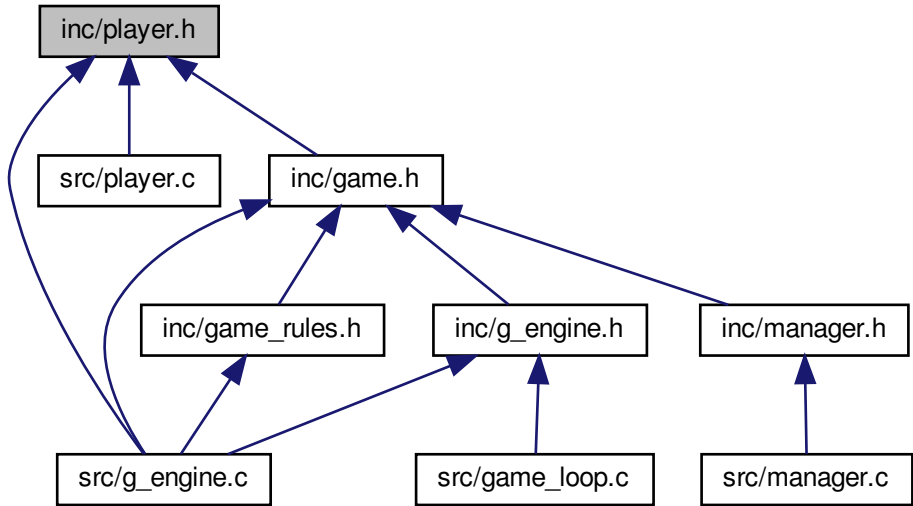 inc/player.h
src/player.c
inc/game.h
inc/game_rules.h
inc/g_engine.h
inc/manager.h
src/g_engine.c
src/game_loop.c
src/manager.c